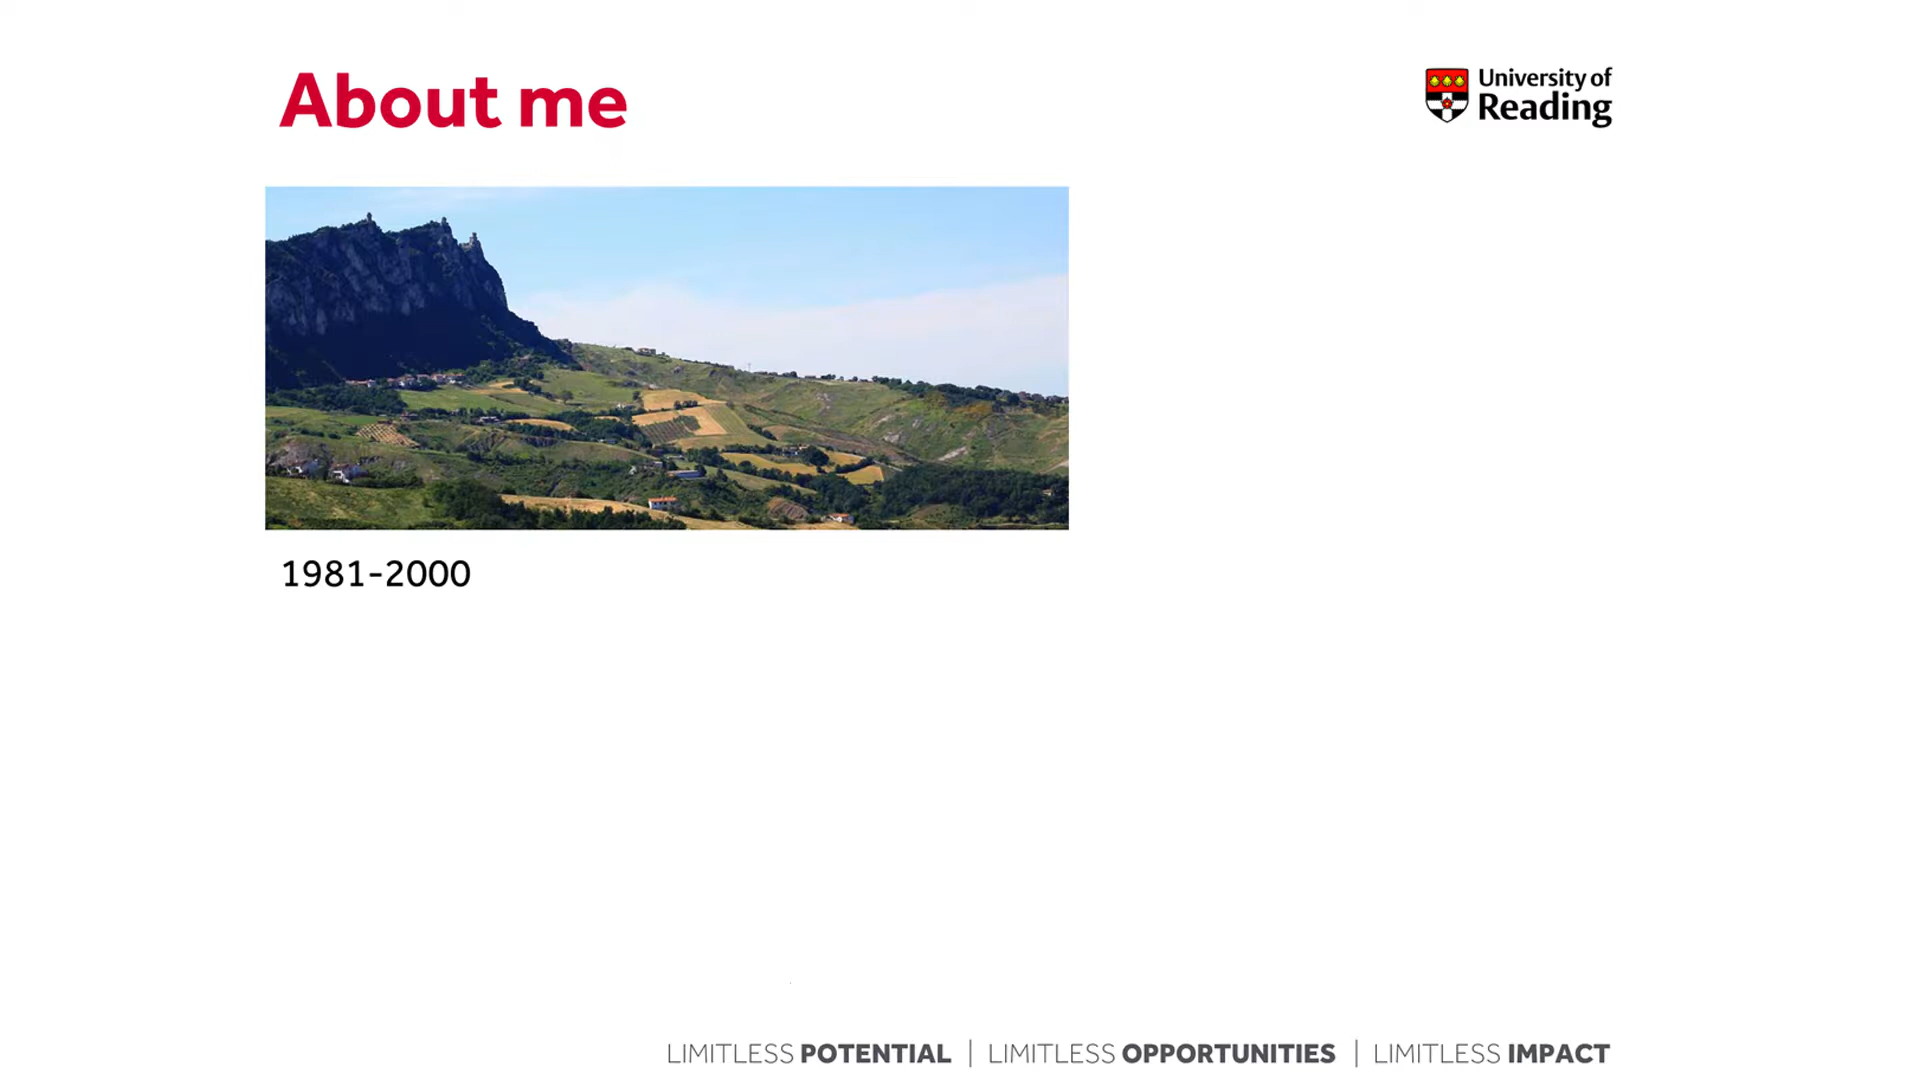 About me
University of
Reading
1981-2000
LIMITLESS POTENTIAL | LIMITLESS OPPORTUNITIES | LIMITLESS IMPACT